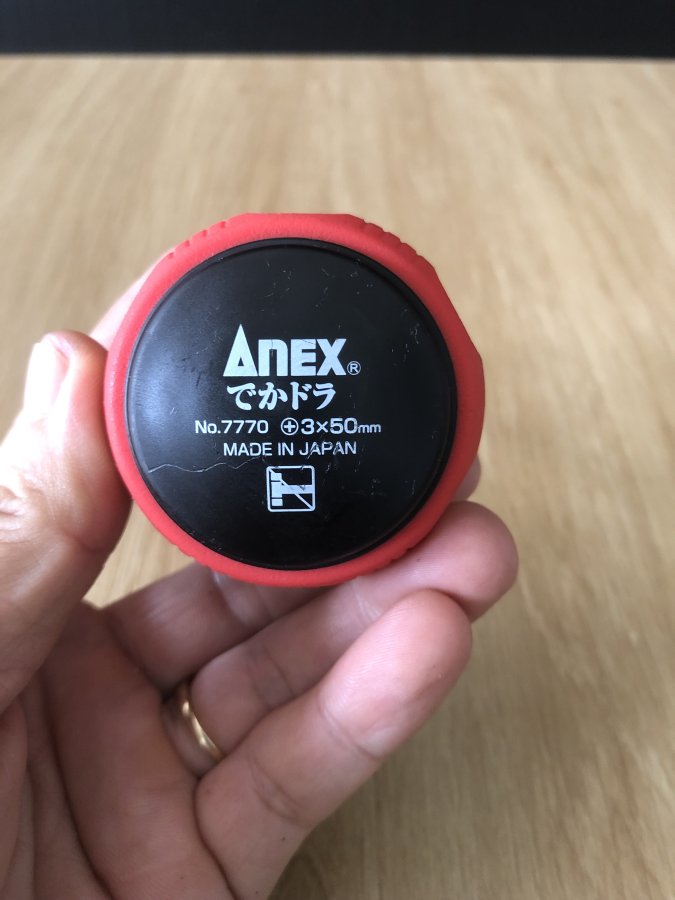 ANEX®
でかドラ
No.7770 ⊕3×50mm
MADE IN JAPAN